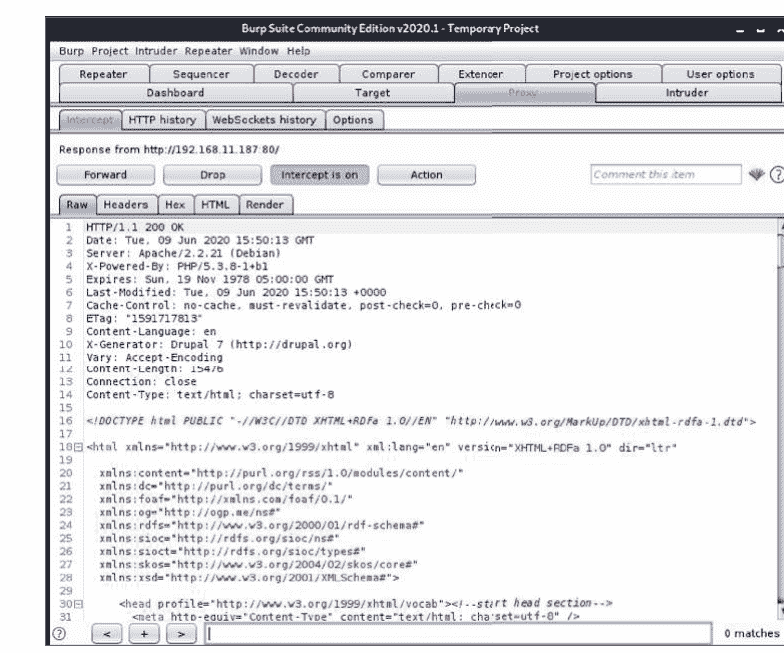 Burp Suite Community Edition v2020.1 - Temporary Project
Burp Project Intruder Repeater Window Help
Repeater Sequencer Decoder Comparer Extender Project options User options
Dashboard Target Proxy Intruder
Intercept HTTP history WebSockets history Options
Response from http://192.168.11.187:80/
Forward Drop Intercept is on Action Comment this item
Raw Headers Hex HTML Render
1 HTTP/1.1 200 OK
2 Date: Tue, 09 Jun 2020 15:50:13 GMT
3 Server: Apache/2.2.21 (Debian)
4 X-Powered-By: PHP/5.3.8-1+b1
5 Expires: Sun, 19 Nov 1978 05:00:00 GMT
6 Last-Modified: Tue, 09 Jun 2020 15:50:13 +0000
7 Cache-Control: no-cache, must-revalidate, post-check=0, pre-check=0
8 ETag: "1591717813"
9 Content-Language: en
10 X-Generator: Drupal 7 (http://drupal.org)
11 Vary: Accept-Encoding
12 Content-Length: 15476
13 Connection: close
14 Content-Type: text/html; charset=utf-8
15
16 <!DOCTYPE html PUBLIC "-//W3C//DTD XHTML+RDFa 1.0//EN" "http://www.w3.org/MarkUp/DTD/xhtml-rdfa-1.dtd">
17
18 <html xmlns="http://www.w3.org/1999/xhtml" xml:lang="en" version="XHTML+RDFa 1.0" dir="ltr"
19
20 xmlns:content="http://purl.org/rss/1.0/modules/content/"
21 xmlns:dc="http://purl.org/dc/terms/"
22 xmlns:foaf="http://xmlns.com/foaf/0.1/"
23 xmlns:og="http://ogp.me/ns#"
24 xmlns:rdfs="http://www.w3.org/2000/01/rdf-schema#"
25 xmlns:sioc="http://rdfs.org/sioc/ns#"
26 xmlns:sioct="http://rdfs.org/sioc/types#"
27 xmlns:skos="http://www.w3.org/2004/02/skos/core#"
28 xmlns:xsd="http://www.w3.org/2001/XMLSchema#">
29
30 <head profile="http://www.w3.org/1999/xhtml/vocab"><!--start head section-->
31 <meta http-equiv="Content-Type" content="text/html; charset=utf-8" />
? < + > 0 matches